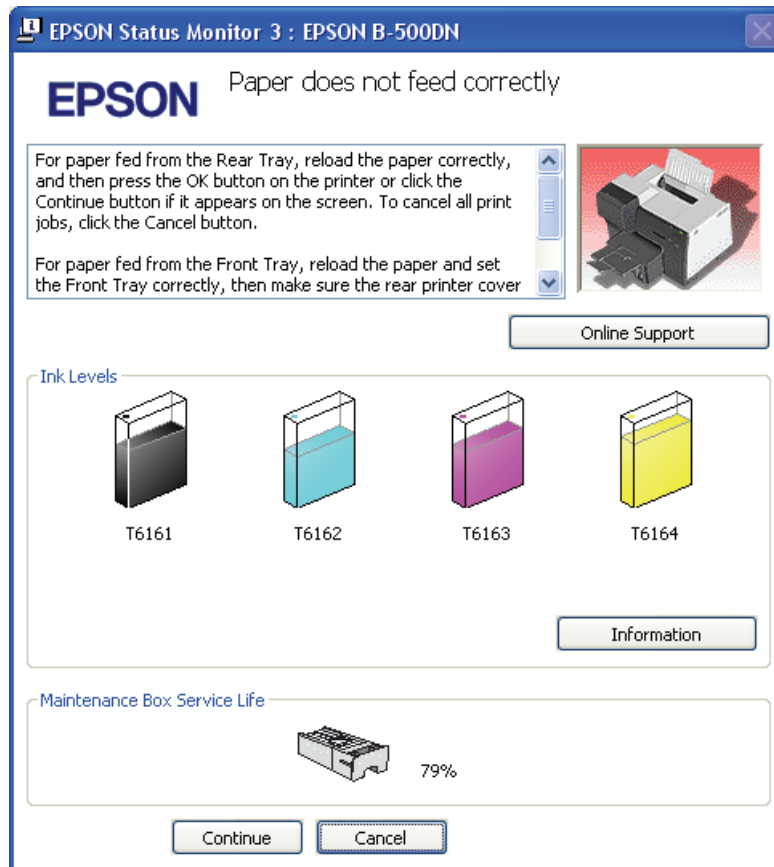 EPSON Status Monitor 3 : EPSON B-500DN
EPSON
Paper does not feed correctly
For paper fed from the Rear Tray, reload the paper correctly,
and then press the OK button on the printer or click the
Continue button if it appears on the screen. To cancel all print
jobs, click the Cancel button.
For paper fed from the Front Tray, reload the paper and set
the Front Tray correctly, then make sure the rear printer cover
Online Support
Ink Levels
T6161
T6162
T6163
T6164
Information
Maintenance Box Service Life
79%
Continue
Cancel